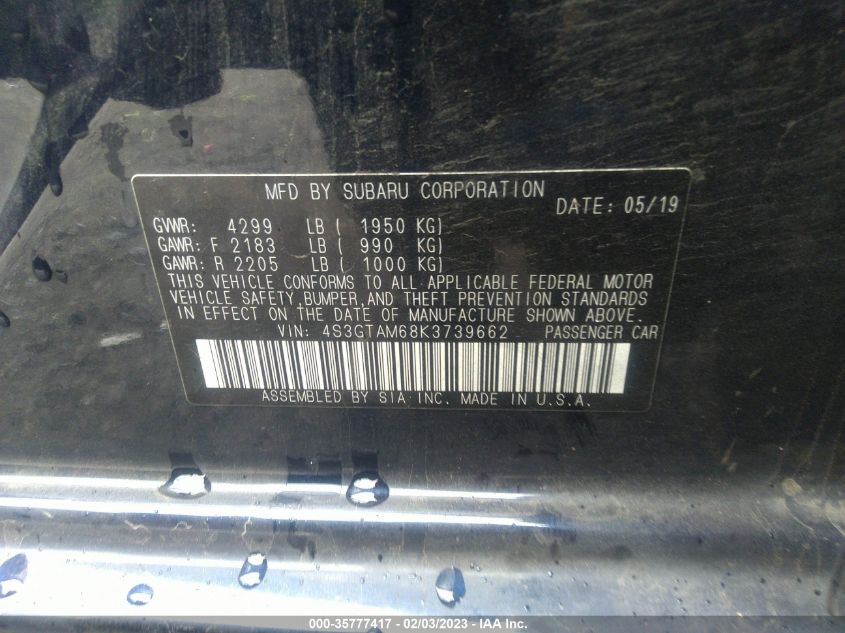 MFD BY SUBARU CORPORATION
DATE: 05/19
GVWR: 4299 LB ( 1950 KG)
GAWR: F 2183 LB ( 990 KG)
GAWR: R 2205 LB ( 1000 KG)
THIS VEHICLE CONFORMS TO ALL APPLICABLE FEDERAL MOTOR
VEHICLE SAFETY, BUMPER, AND THEFT PREVENTION STANDARDS
IN EFFECT ON THE DATE OF MANUFACTURE SHOWN ABOVE.
VIN: 4S3GTAM68K3739662 PASSENGER CAR
ASSEMBLED BY SIA INC. MADE IN U.S.A.
000-35777417 - 02/03/2023 - IAA Inc.